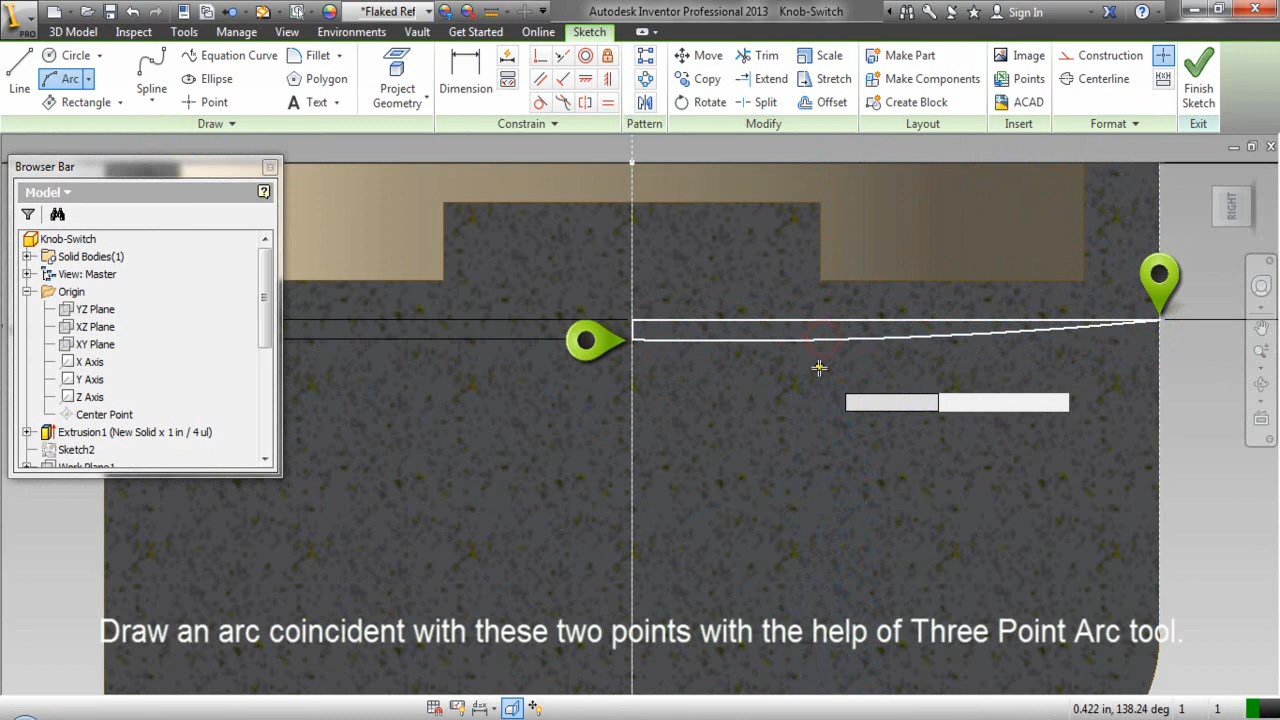 PRO
*Flaked Ref
Autodesk Inventor Professional 2013 Knob-Switch
Sign In
3D Model Inspect Tools Manage View Environments Vault Get Started Online Sketch
Line
Circle
Arc
Rectangle
Spline
Equation Curve
Ellipse
Point
Fillet
Polygon
Text
Project
Geometry
Dimension
Move
Copy
Rotate
Trim
Extend
Split
Scale
Stretch
Offset
Make Part
Make Components
Create Block
Image
Points
ACAD
Construction
Centerline
Finish
Sketch
Draw Constrain Pattern Modify Layout Insert Format Exit
Browser Bar
Model
Knob-Switch
Solid Bodies(1)
View: Master
Origin
YZ Plane
XZ Plane
XY Plane
X Axis
Y Axis
Z Axis
Center Point
Extrusion1 (New Solid x 1 in / 4 ul)
Sketch2
Work Plane1
RIGHT
Draw an arc coincident with these two points with the help of Three Point Arc tool.
0.422 in, 138.24 deg 1 1